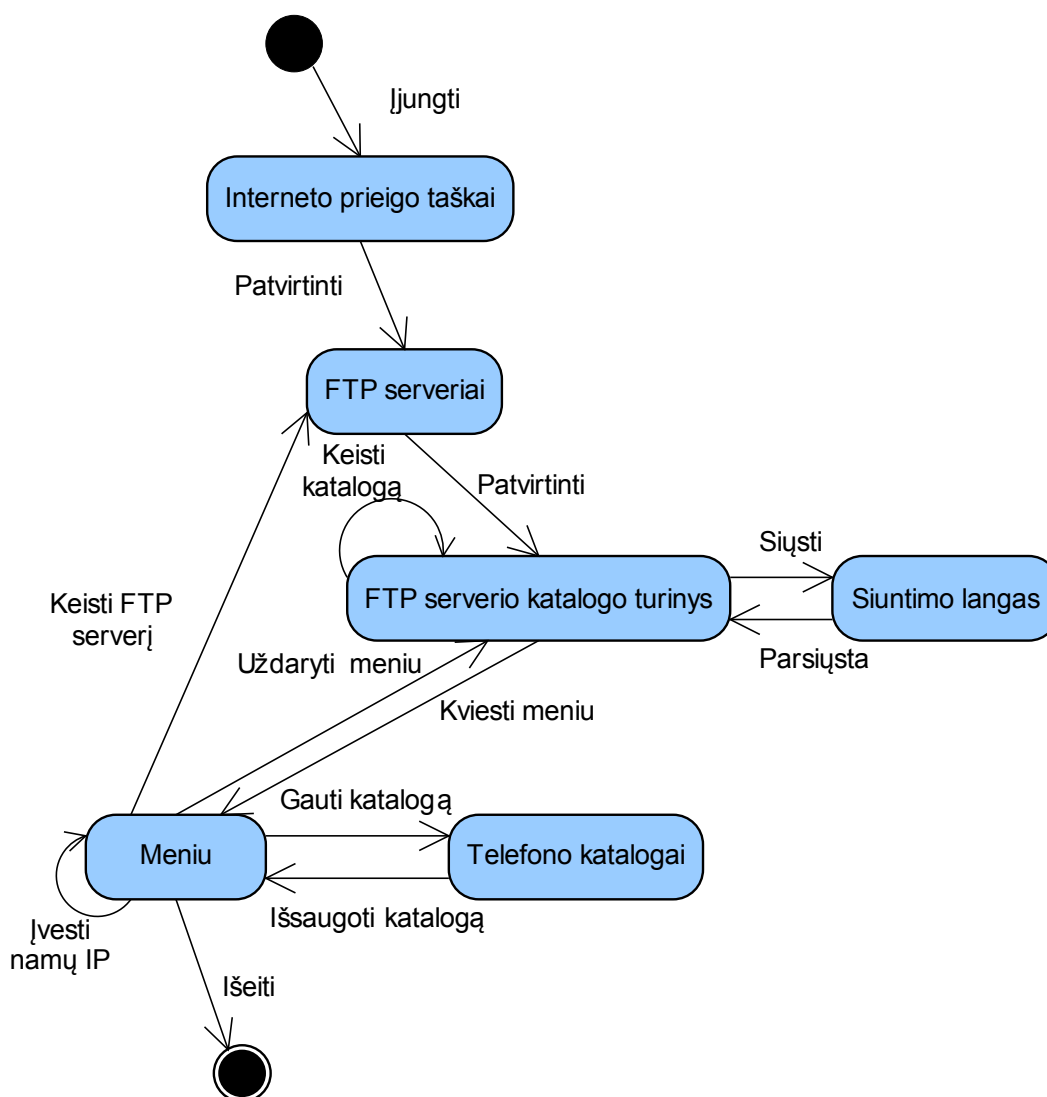 Įjungti
Interneto prieigo taškai
Patvirtinti
FTP serveriai
Keisti
katalogą
Patvirtinti
Siųsti
FTP serverio katalogo turinys
Siuntimo langas
Keisti FTP
serverį
Parsiųsta
Uždaryti  meniu
Kviesti meniu
Gauti katalogą
Meniu
Telefono katalogai
Išsaugoti katalogą
Įvesti
namų IP
Išeiti